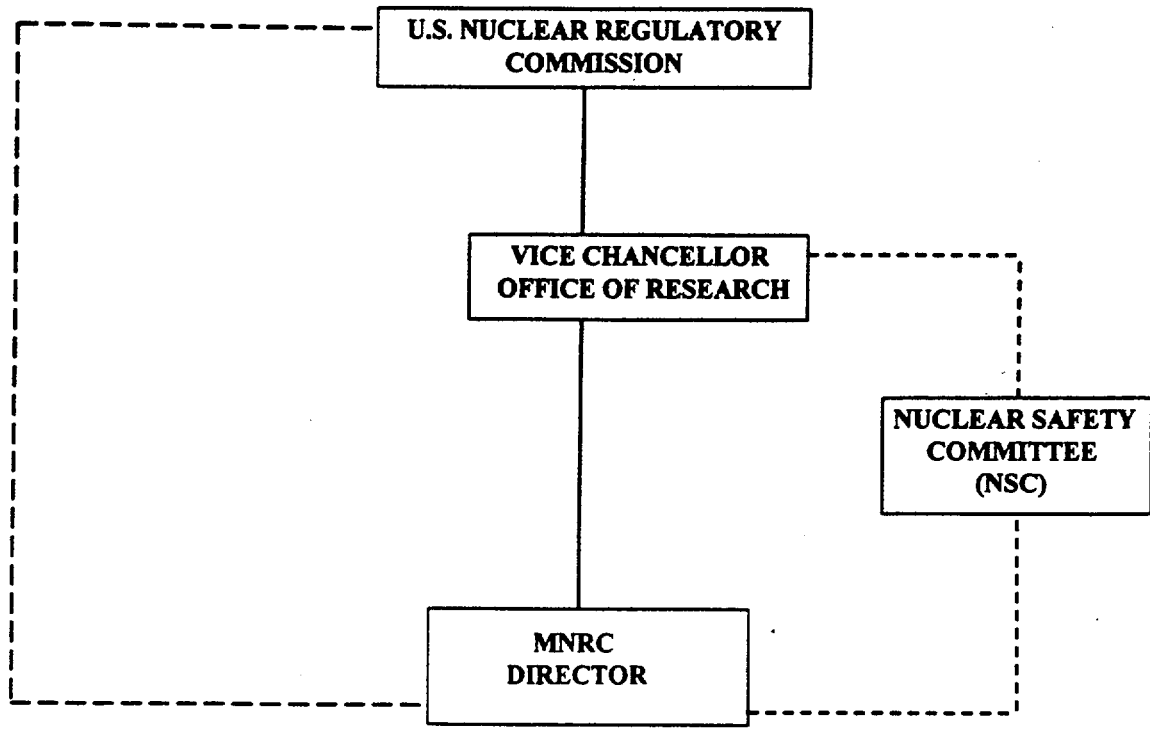 U.S. NUCLEAR REGULATORY
COMMISSION
VICE CHANCELLOR
OFFICE OF RESEARCH
NUCLEAR SAFETY
COMMITTEE
(NSC)
MNRC
DIRECTOR